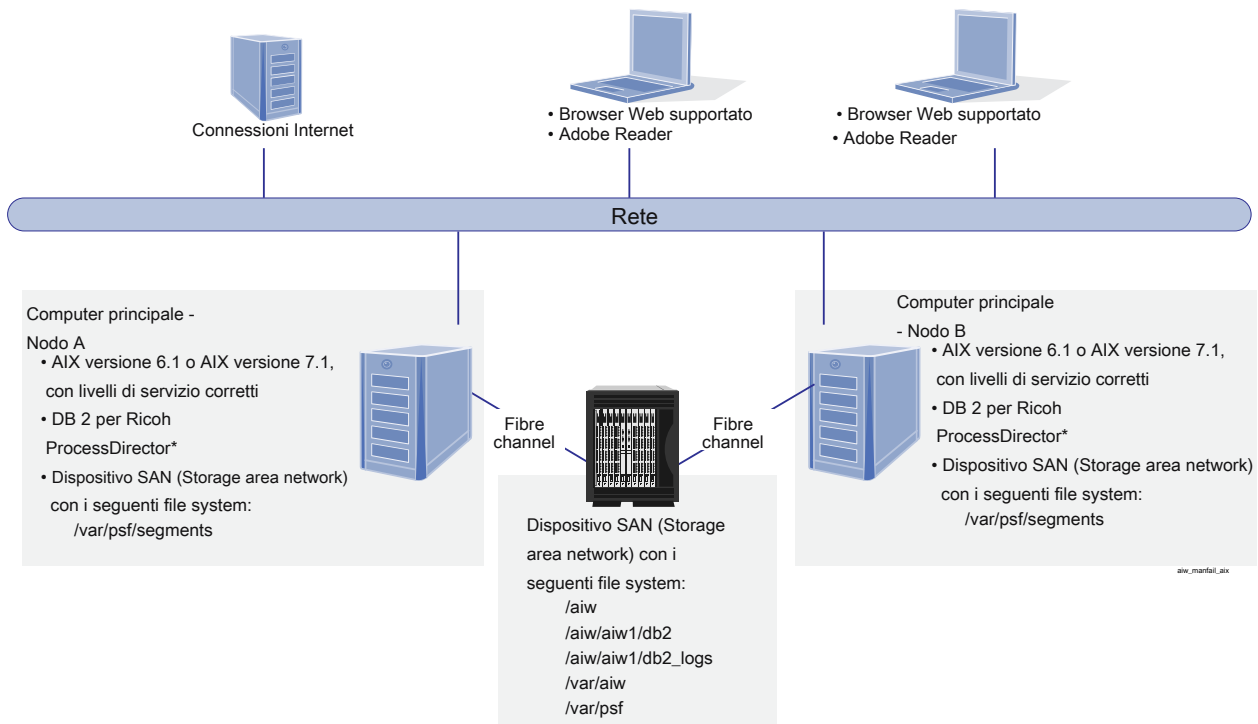 Connessioni Internet
• Browser Web supportato
• Adobe Reader
• Browser Web supportato
• Adobe Reader
Rete
Computer principale -
Nodo A
• AIX versione 6.1 o AIX versione 7.1,
con livelli di servizio corretti
• DB 2 per Ricoh
ProcessDirector*
• Dispositivo SAN (Storage area network)
con i seguenti file system:
/var/psf/segments
Fibre
channel
Fibre
channel
Dispositivo SAN (Storage
area network) con i
seguenti file system:
/aiw
/aiw/aiw1/db2
/aiw/aiw1/db2_logs
/var/aiw
/var/psf
Computer principale
- Nodo B
• AIX versione 6.1 o AIX versione 7.1,
con livelli di servizio corretti
• DB 2 per Ricoh
ProcessDirector*
• Dispositivo SAN (Storage area network)
con i seguenti file system:
/var/psf/segments
aiw_manfail_aix